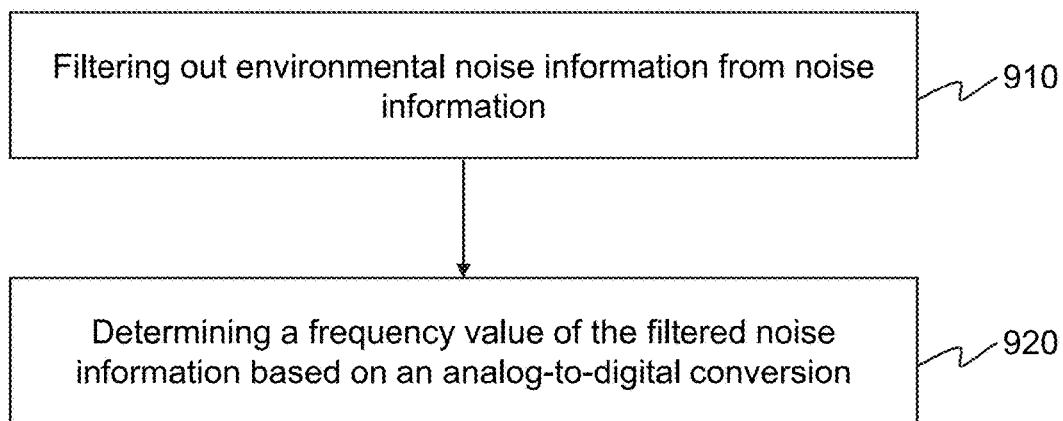 Filtering out environmental noise information from noise
information
910
Determining a frequency value of the filtered noise
information based on an analog-to-digital conversion
920